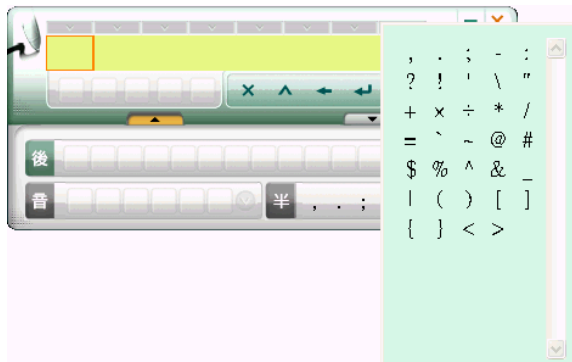 , . ; - :
? ! ' \ "
+ × ÷ * /
= ` ~ @ #
$ % ^ & _
| ( ) [ ]
{ } < >
後
音
半 , . ;